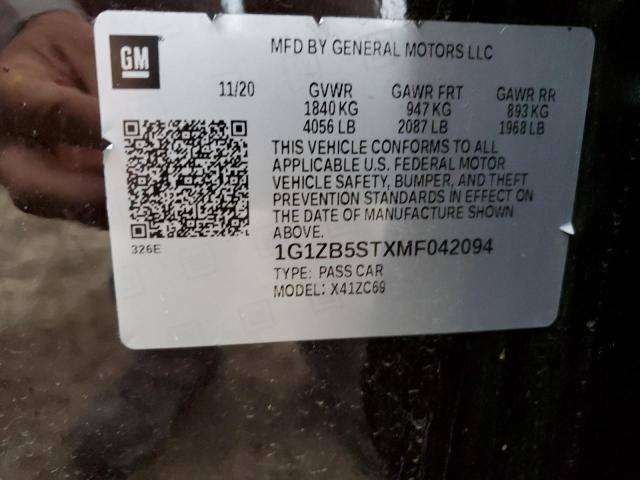 GM
MFD BY GENERAL MOTORS LLC
11/20 GVWR GAWR FRT GAWR RR
1840 KG 947 KG 893 KG
4056 LB 2087 LB 1968 LB
THIS VEHICLE CONFORMS TO ALL
APPLICABLE U.S. FEDERAL MOTOR
VEHICLE SAFETY, BUMPER, AND THEFT
PREVENTION STANDARDS IN EFFECT ON
THE DATE OF MANUFACTURE SHOWN
ABOVE.
326E
1G1ZB5STXMF042094
TYPE: PASS CAR
MODEL: X41ZC69